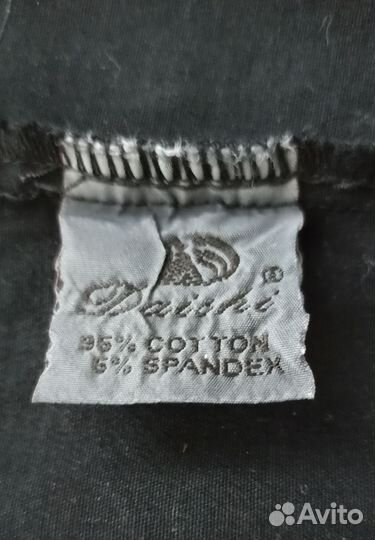 Daishi ®
95% COTTON
5% SPANDEX
Avito